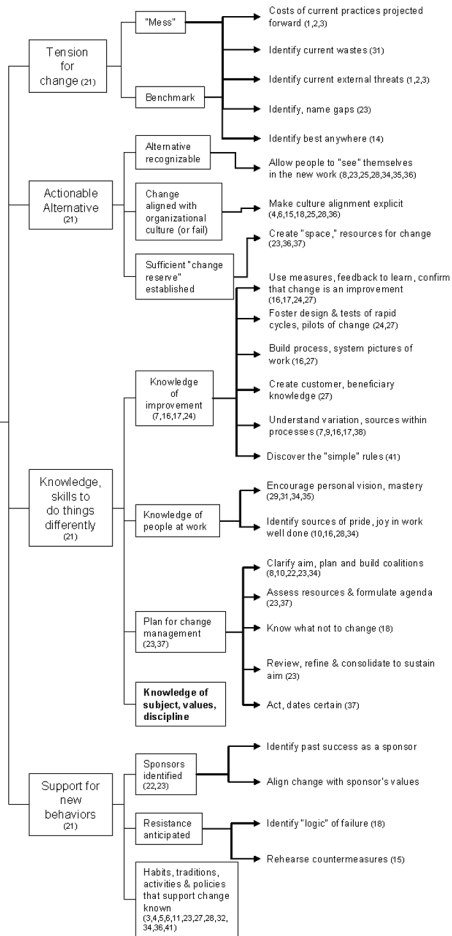 Tension
for
change (21)
"Mess"
Costs of current practices projected
forward (1,2,3)
Identify current wastes (31)
Identify current external threats (1,2,3)
Benchmark
Identify, name gaps (23)
Identify best anywhere (14)
Actionable
Alternative
(21)
Alternative
recognizable
Allow people to "see" themselves
in the new work (8,23,25,28,34,35,36)
Change
aligned with
organizational
culture (or fail)
Make culture alignment explicit
(4,6,15,18,25,28,36)
Sufficient "change
reserve"
established
Create "space," resources for change
(23,36,37)
Knowledge,
skills to
do things
differently
(21)
Knowledge
of
improvement
(7,16,17,24)
Use measures, feedback to learn, confirm
that change is an improvement
(16,17,24,27)
Foster design & tests of rapid
cycles, pilots of change (24,27)
Build process, system pictures of
work (16,27)
Create customer, beneficiary
knowledge (27)
Understand variation, sources within
processes (7,9,16,17,38)
Discover the "simple" rules (41)
Knowledge of
people at work
Encourage personal vision, mastery
(29,31,34,35)
Identify sources of pride, joy in work
well done (10,16,28,34)
Plan for change
management
(23,37)
Clarify aim, plan and build coalitions
(8,10,22,23,34)
Assess resources & formulate agenda
(23,37)
Know what not to change (18)
Review, refine & consolidate to sustain
aim (23)
Act, dates certain (37)
Knowledge of
subject, values,
discipline
Support for
new
behaviors
(21)
Sponsors
identified
(22,23)
Identify past success as a sponsor
Align change with sponsor's values
Resistance
anticipated
Identify "logic" of failure (18)
Rehearse countermeasures (15)
Habits, traditions,
activities & policies
that support change
known
(3,4,5,6,11,23,27,28,32,
34,36,41)